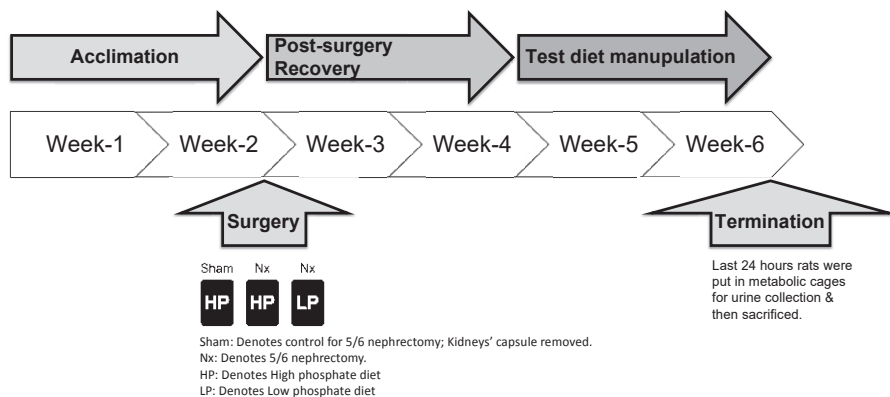 Acclimation
Post-surgery
Recovery
Test diet manupulation
Week-1
Week-2
Week-3
Week-4
Week-5
Week-6
Surgery
Termination
Sham Nx Nx
HP HP LP
Last 24 hours rats were
put in metabolic cages
for urine collection &
then sacrificed.
Sham: Denotes control for 5/6 nephrectomy; Kidneys' capsule removed.
Nx: Denotes 5/6 nephrectomy.
HP: Denotes High phosphate diet
LP: Denotes Low phosphate diet